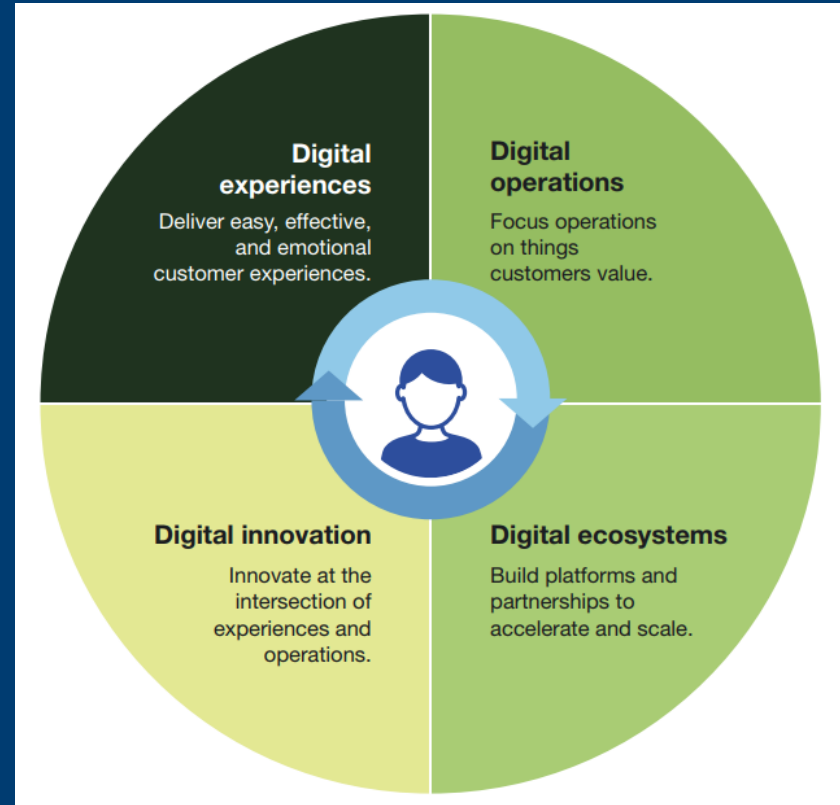 Digital
experiences
Deliver easy, effective,
and emotional
customer experiences.
Digital
operations
Focus operations
on things
customers value.
Digital innovation
Innovate at the
intersection of
experiences and
operations.
Digital ecosystems
Build platforms and
partnerships to
accelerate and scale.